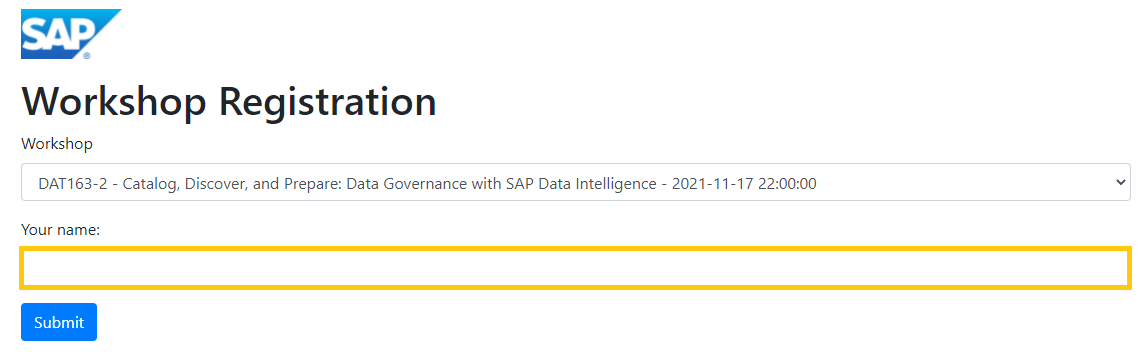 SAP
®
Workshop Registration
Workshop
DAT163-2 - Catalog, Discover, and Prepare: Data Governance with SAP Data Intelligence - 2021-11-17 22:00:00
Your name:
Submit